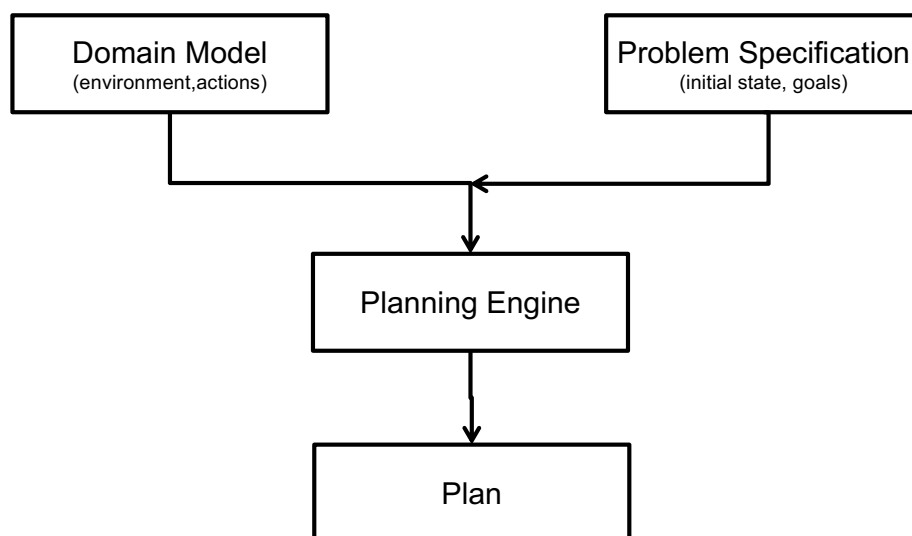 Domain Model
(environment,actions)
Problem Specification
(initial state, goals)
Planning Engine
Plan